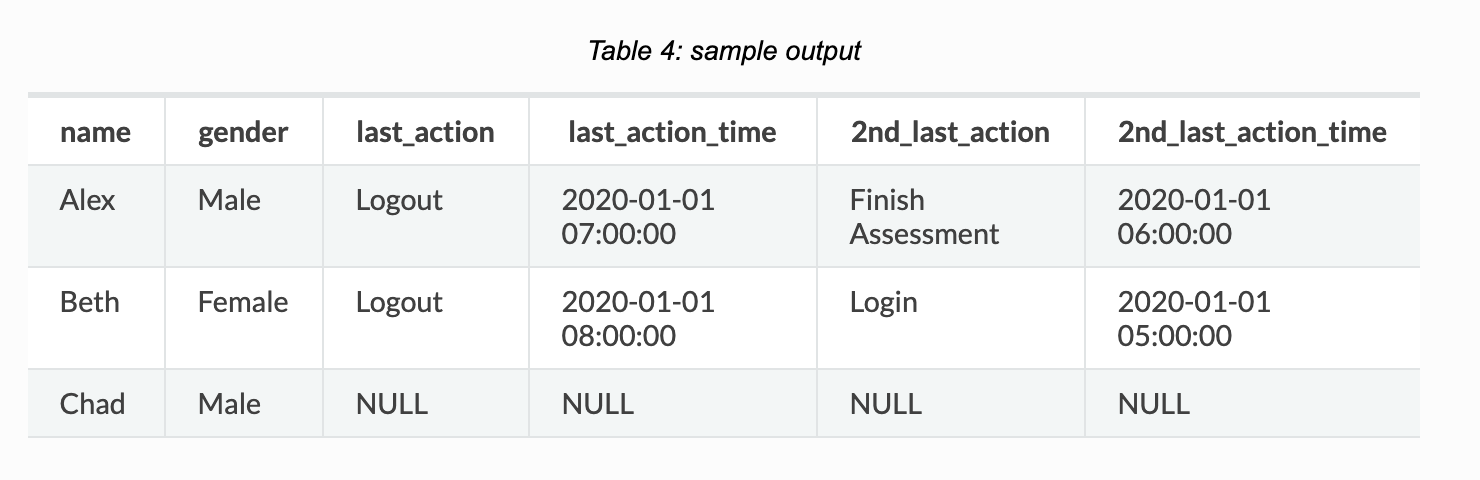 Table 4: sample output
name gender last_action last_action_time 2nd_last_action 2nd_last_action_time
Alex Male Logout 2020-01-01 07:00:00 Finish Assessment 2020-01-01 06:00:00
Beth Female Logout 2020-01-01 08:00:00 Login 2020-01-01 05:00:00
Chad Male NULL NULL NULL NULL